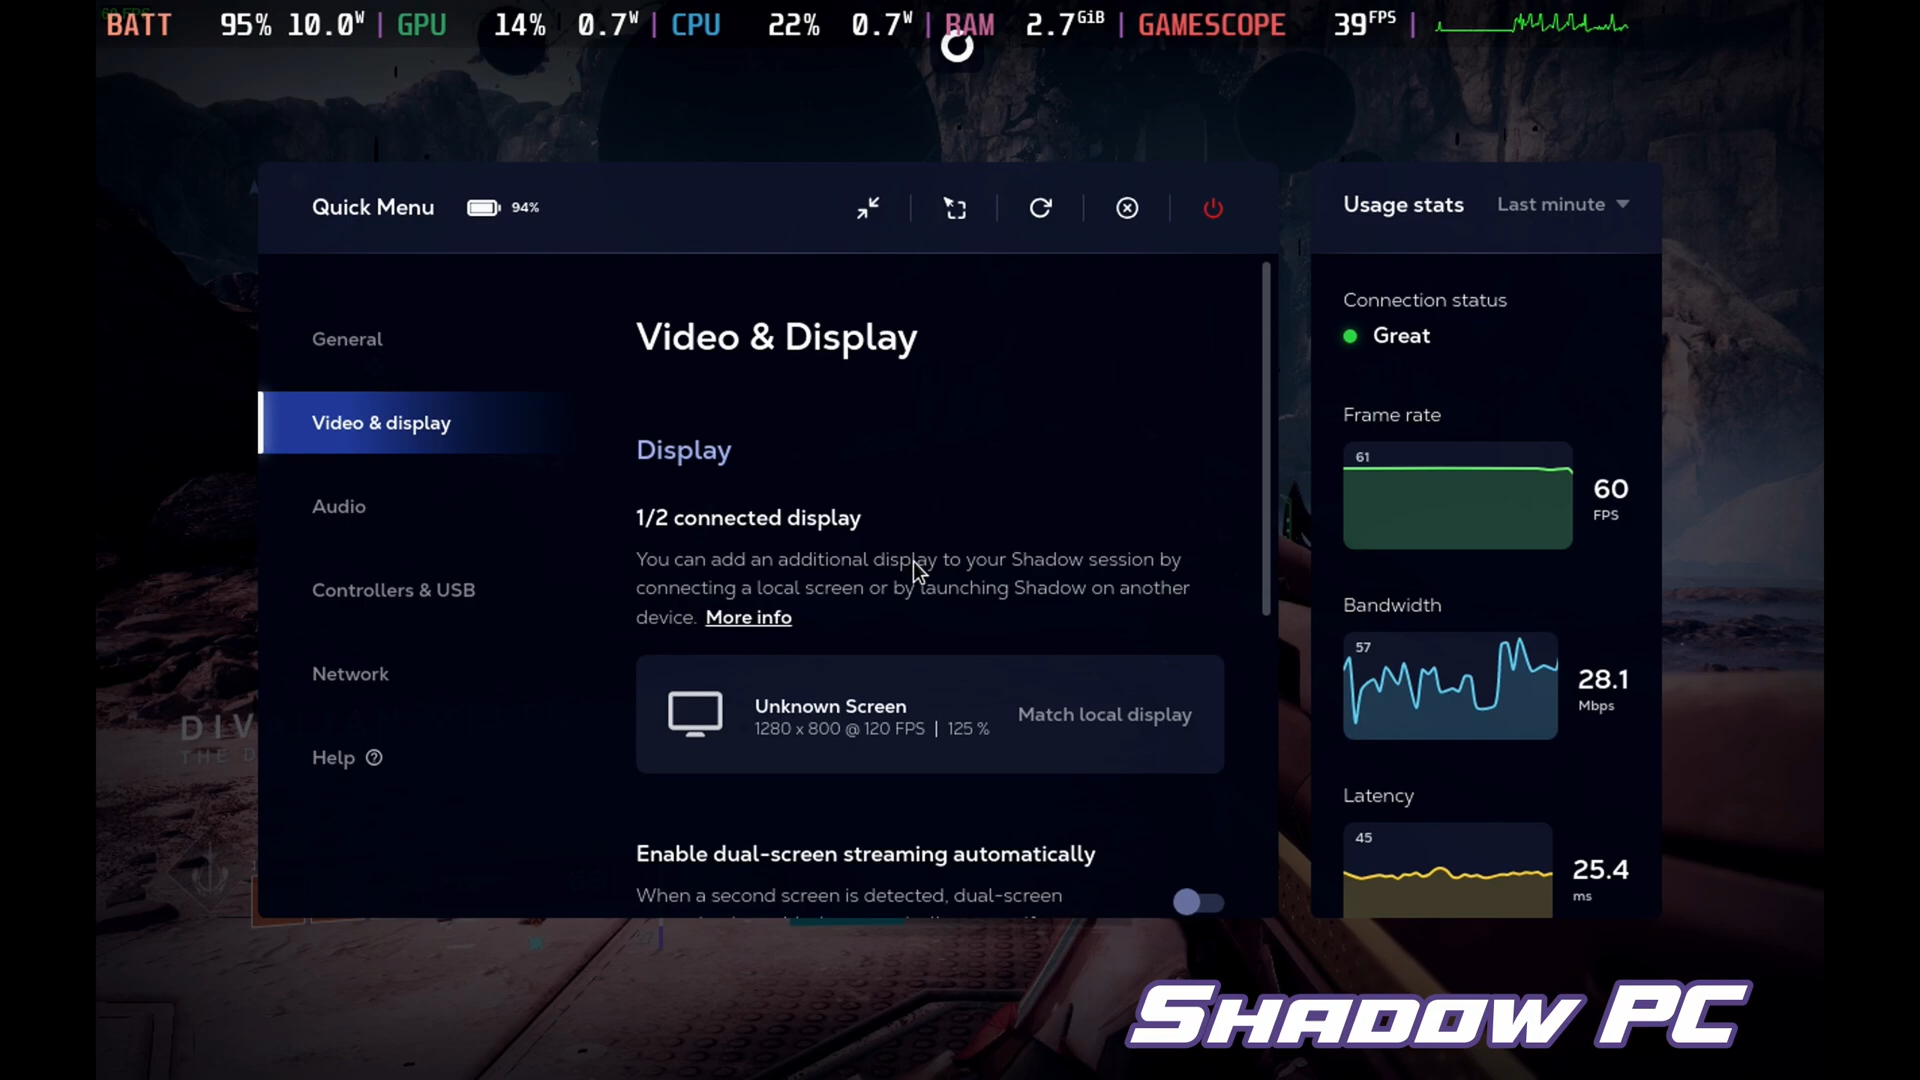 BATT 95% 10.0W | GPU 14% 0.7W | CPU 22% 0.7W | RAM 2.7GiB | GAMESCOPE 39FPS |
Quick Menu 94%
Usage stats Last minute
General
Video & display
Audio
Controllers & USB
Network
Help
Video & Display
Display
1/2 connected display
You can add an additional display to your Shadow session by
connecting a local screen or by launching Shadow on another
device. More info
Unknown Screen
1280 x 800 @ 120 FPS | 125 %
Match local display
Enable dual-screen streaming automatically
When a second screen is detected, dual-screen
Connection status
Great
Frame rate
61
60
FPS
Bandwidth
57
28.1
Mbps
Latency
45
25.4
ms
DIV
THE D
SHADOW PC